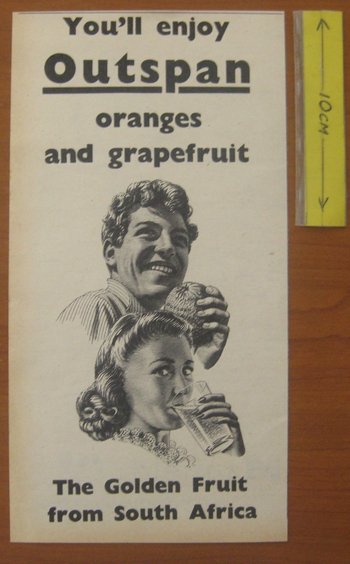 You'll enjoy
Outspan
oranges
and grapefruit
The Golden Fruit
from South Africa
10CM